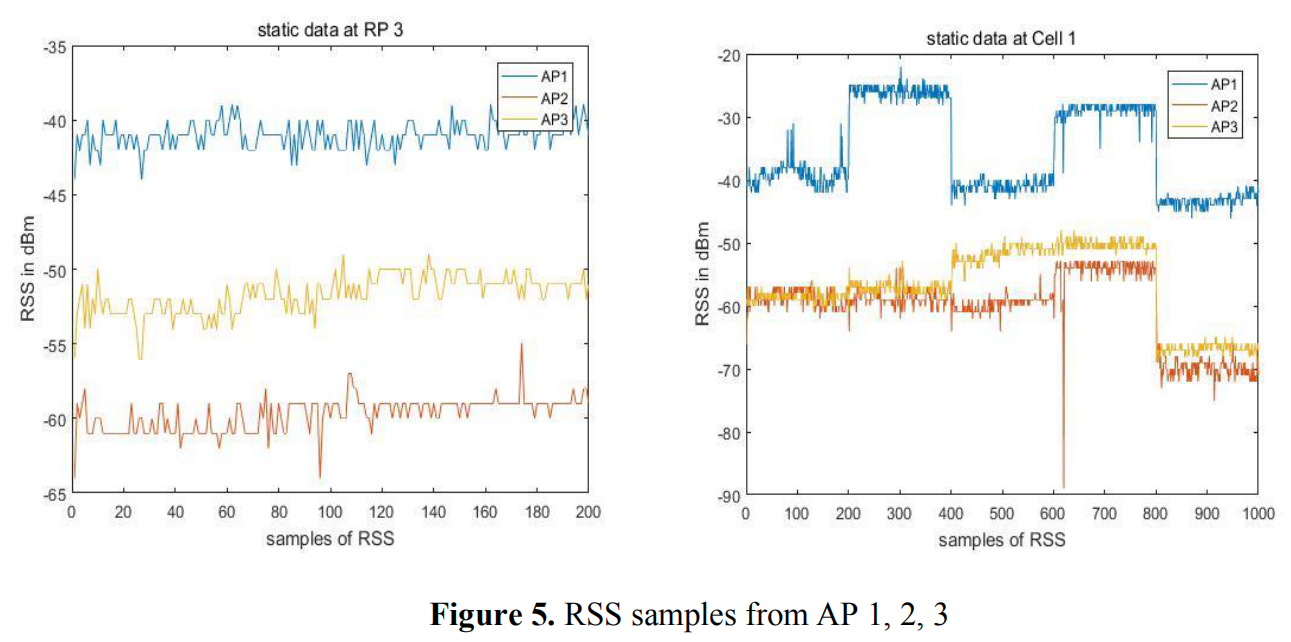 static data at RP 3
-35
-40
-45
-50
-55
-60
-65
RSS in dBm
AP1
AP2
AP3
0 20 40 60 80 100 120 140 160 180 200
samples of RSS
static data at Cell 1
-20
-30
-40
-50
-60
-70
-80
-90
RSS in dBm
AP1
AP2
AP3
0 100 200 300 400 500 600 700 800 900 1000
samples of RSS
Figure 5. RSS samples from AP 1, 2, 3